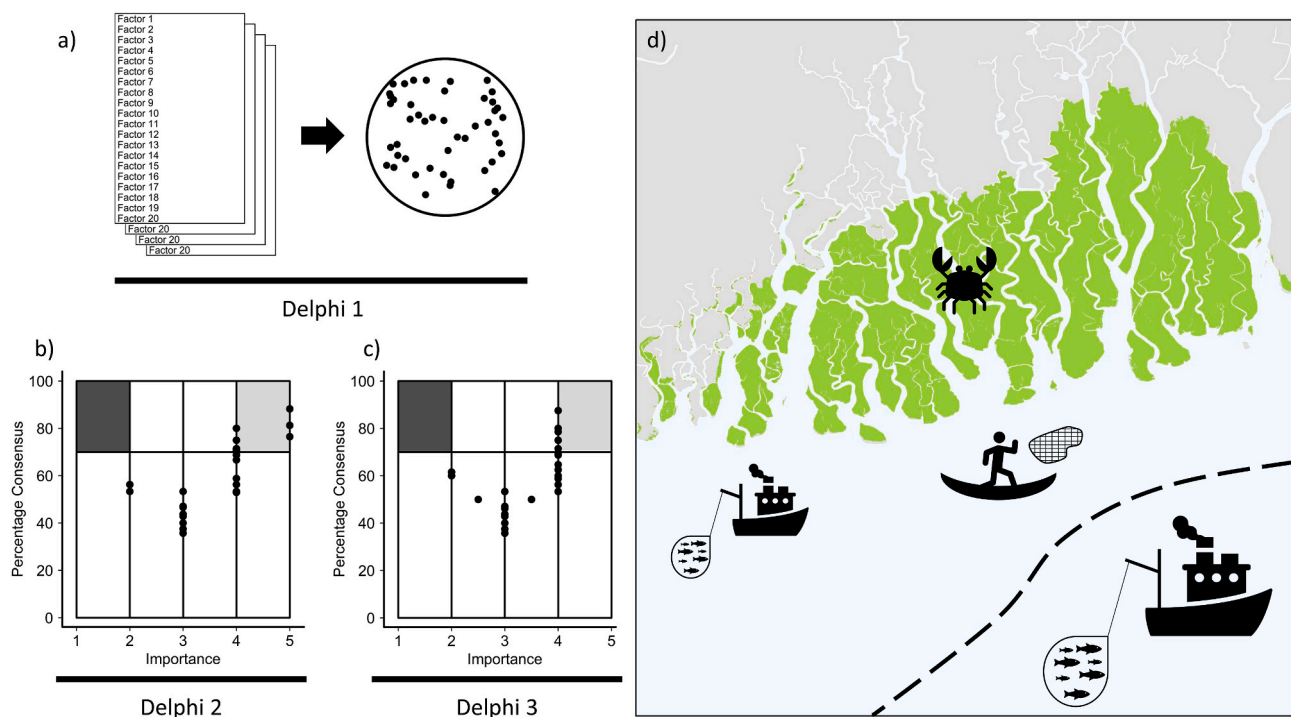 a)
Factor 1
Factor 2
Factor 3
Factor 4
Factor 5
Factor 6
Factor 7
Factor 8
Factor 9
Factor 10
Factor 11
Factor 12
Factor 13
Factor 14
Factor 15
Factor 16
Factor 17
Factor 18
Factor 19
Factor 20
Factor 20
Factor 20
Factor 20
Delphi 1
b)
Percentage Consensus
100
80
60
40
20
0
1 2 3 4 5
Importance
Delphi 2
c)
Percentage Consensus
100
80
60
40
20
0
1 2 3 4 5
Importance
Delphi 3
d)